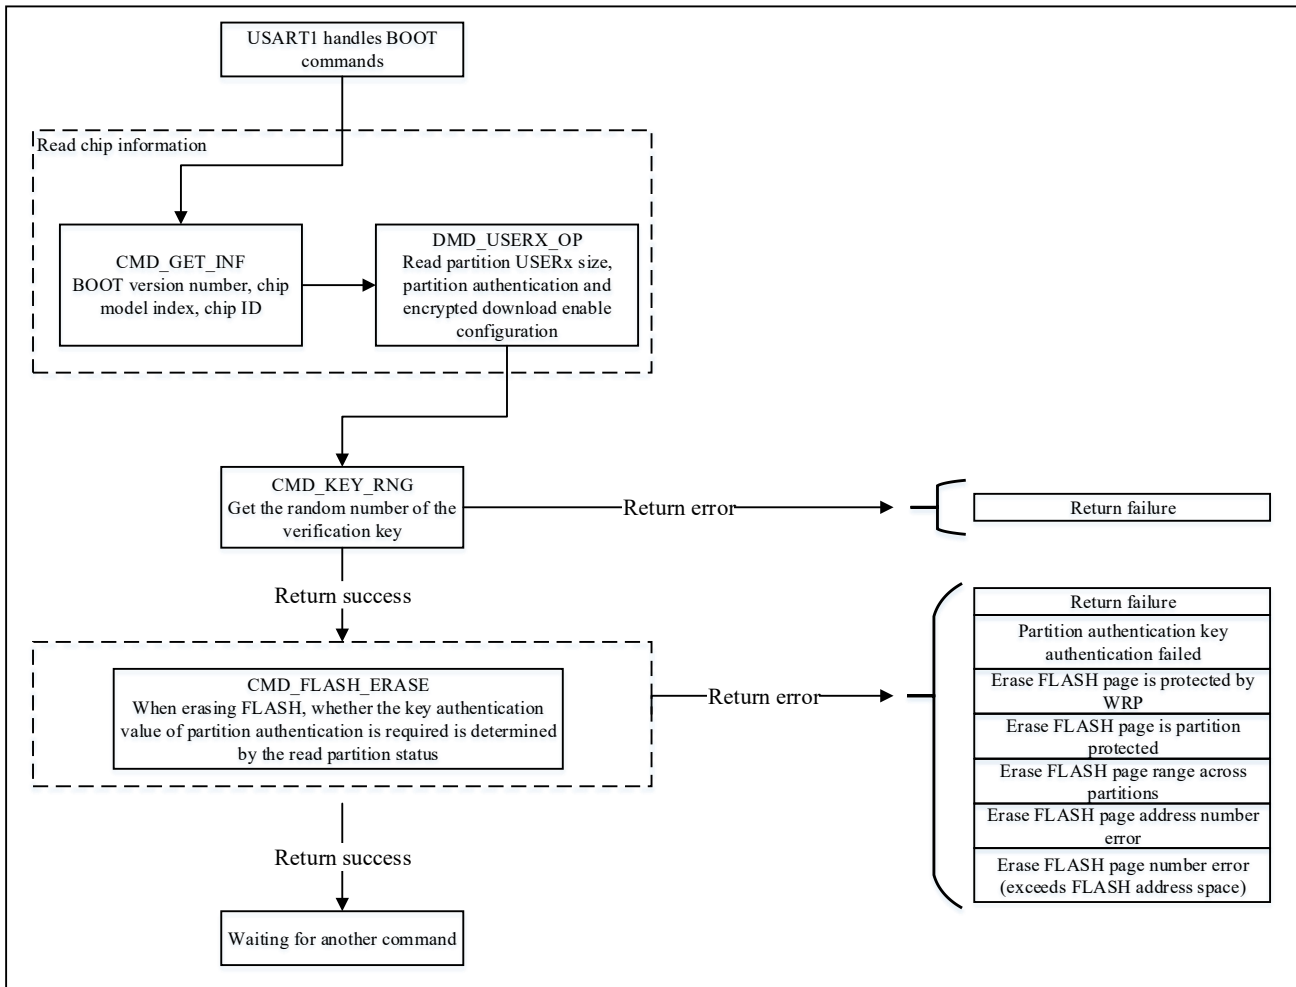 USART1 handles BOOT
commands
Read chip information
CMD_GET_INF
BOOT version number, chip
model index, chip ID
DMD_USERX_OP
Read partition USERx size,
partition authentication and
encrypted download enable
configuration
CMD_KEY_RNG
Get the random number of the
verification key
Return error
Return failure
Return success
CMD_FLASH_ERASE
When erasing FLASH, whether the key authentication
value of partition authentication is required is determined
by the read partition status
Return error
Return failure
Partition authentication key
authentication failed
Erase FLASH page is protected by
WRP
Erase FLASH page is partition
protected
Erase FLASH page range across
partitions
Erase FLASH page address number
error
Erase FLASH page number error
(exceeds FLASH address space)
Return success
Waiting for another command